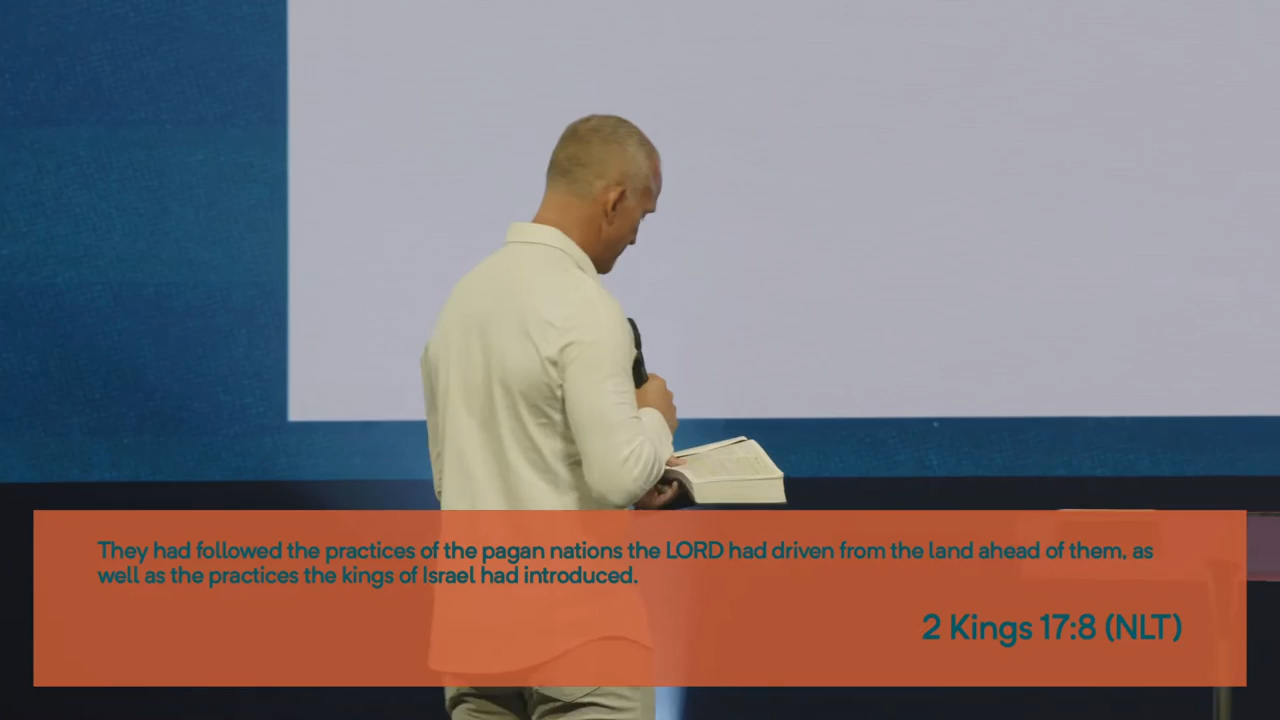 They had followed the practices of the pagan nations the LORD had driven from the land ahead of them, as
well as the practices the kings of Israel had introduced.
2 Kings 17:8 (NLT)